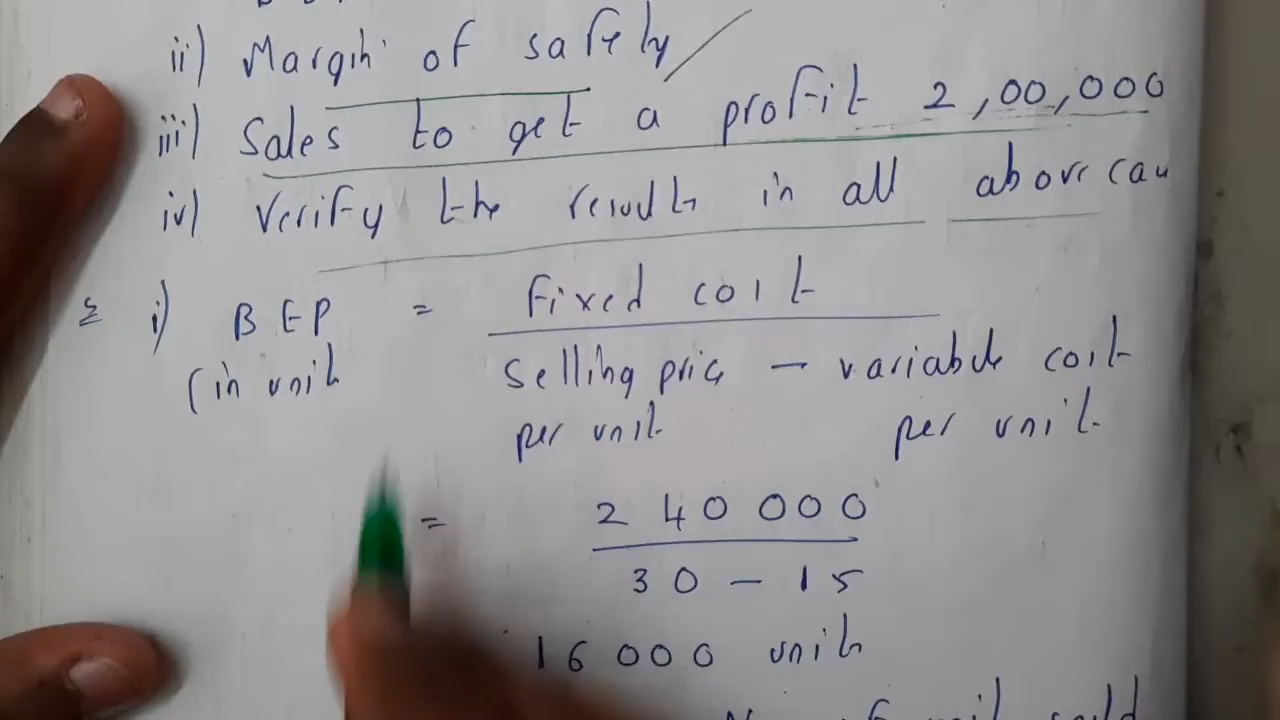 ii) Margin of safety
iii) Sales to get a profit 2,00,000
iv) Verify the results in all above
i) BEP = Fixed cost
(in units
Selling price - variable cost
per unit per unit
= 240000
30 - 15
16000 units